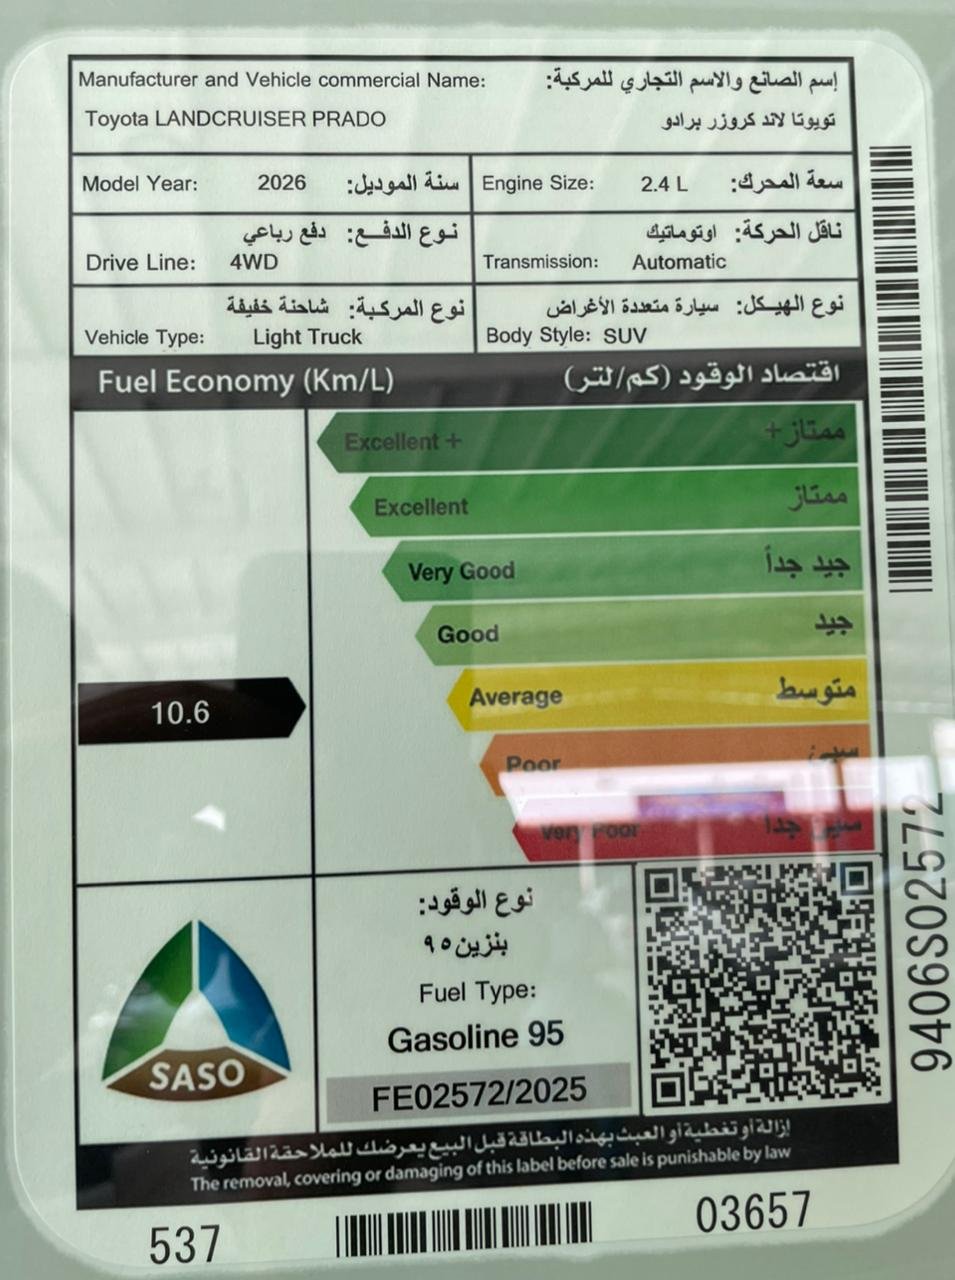 Manufacturer and Vehicle commercial Name: إسم الصانع والاسم التجاري للمركبة:
Toyota LANDCRUISER PRADO تويوتا لاند كروزر برادو
Model Year: 2026 سنة الموديل:
Engine Size: 2.4 L سعة المحرك:
نوع الدفـع: دفع رباعي
Drive Line: 4WD
ناقل الحركة: اوتوماتيك
Transmission: Automatic
نوع المركبة: شاحنة خفيفة
Vehicle Type: Light Truck
نوع الهيكل: سيارة متعددة الأغراض
Body Style: SUV
Fuel Economy (Km/L) اقتصاد الوقود (كم/لتر)
Excellent + ممتاز+
Excellent ممتاز
Very Good جيد جداً
Good جيد
10.6
Average متوسط
Poor سيئ
Very Poor سيئ جداً
SASO
نوع الوقود:
بنزين٩٥
Fuel Type:
Gasoline 95
FE02572/2025
إزالة أو تغطية أو العبث بهذه البطاقة قبل البيع يعرضك للملاحقة القانونية
The removal, covering or damaging of this label before sale is punishable by law
537
03657
9406S02572